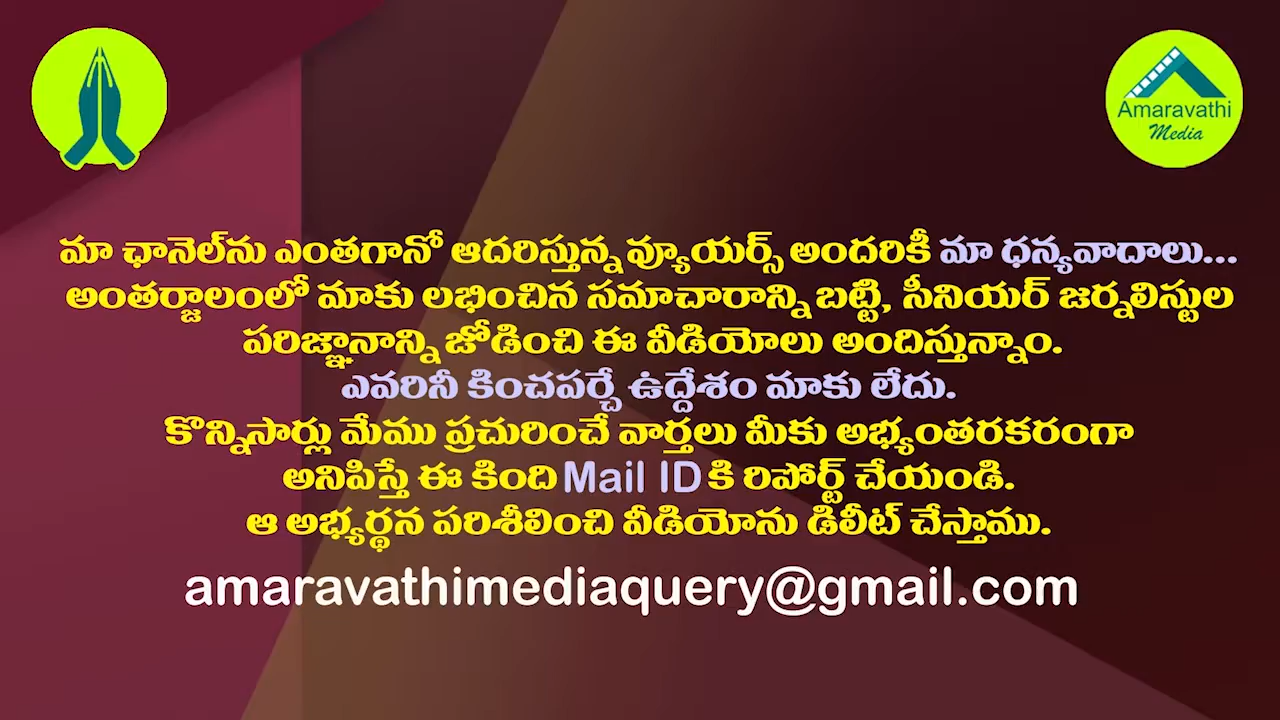 Amaravathi
Media
మా ఛానెల్‌ను ఎంతగానో ఆదరిస్తున్న వ్యూయర్స్ అందరికీ మా ధన్యవాదాలు...
అంతర్జాలంలో మాకు లభించిన సమాచారాన్ని బట్టి, సీనియర్ జర్నలిస్టుల
పరిజ్ఞానాన్ని జోడించి ఈ వీడియోలు అందిస్తున్నాం.
ఎవరినీ కించపర్చే ఉద్దేశం మాకు లేదు.
కొన్నిసార్లు మేము ప్రచురించే వార్తలు మీకు అభ్యంతరకరంగా
అనిపిస్తే ఈ కింది Mail ID కి రిపోర్ట్ చేయండి.
ఆ అభ్యర్థన పరిశీలించి వీడియోను డిలీట్ చేస్తాము.
amaravathimediaquery@gmail.com